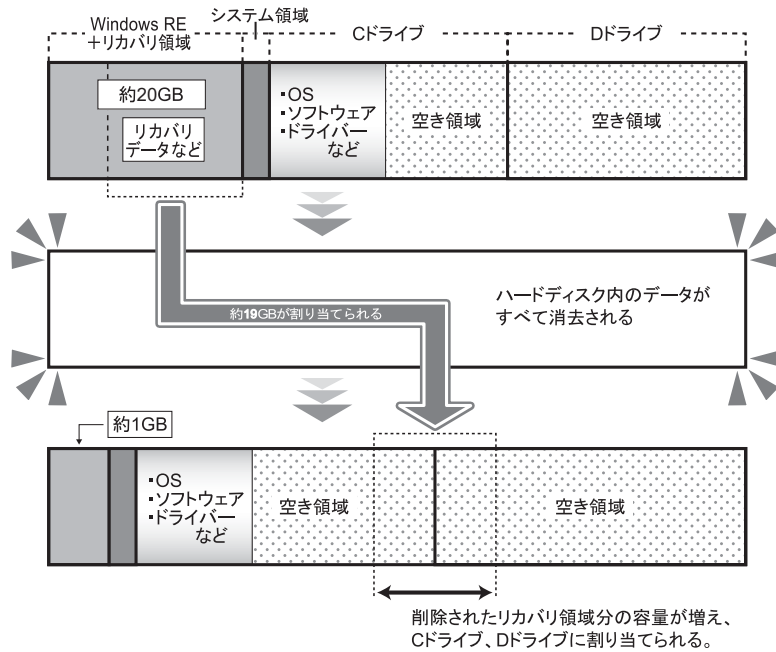 Windows RE
+リカバリ領域
システム領域
Cドライブ
Dドライブ
約20GB
リカバリ
データなど
・OS
・ソフトウェア
・ドライバー
など
空き領域
空き領域
ハードディスク内のデータが
すべて消去される
約19GBが割り当てられる
約1GB
・OS
・ソフトウェア
・ドライバー
など
空き領域
空き領域
削除されたリカバリ領域分の容量が増え、
Cドライブ、Dドライブに割り当てられる。